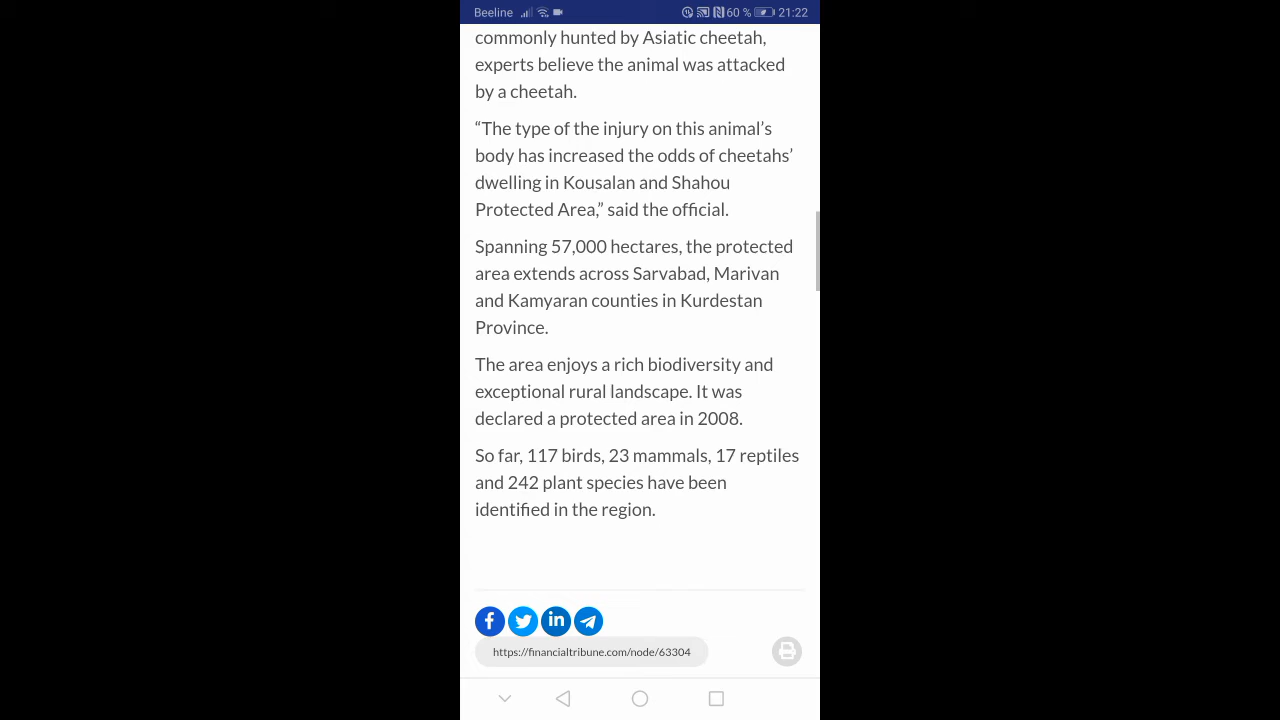 Beeline 60 % 21:22
commonly hunted by Asiatic cheetah,
experts believe the animal was attacked
by a cheetah.
“The type of the injury on this animal’s
body has increased the odds of cheetahs’
dwelling in Kousalan and Shahou
Protected Area,” said the official.
Spanning 57,000 hectares, the protected
area extends across Sarvabad, Marivan
and Kamyaran counties in Kurdestan
Province.
The area enjoys a rich biodiversity and
exceptional rural landscape. It was
declared a protected area in 2008.
So far, 117 birds, 23 mammals, 17 reptiles
and 242 plant species have been
identified in the region.
https://financialtribune.com/node/63304